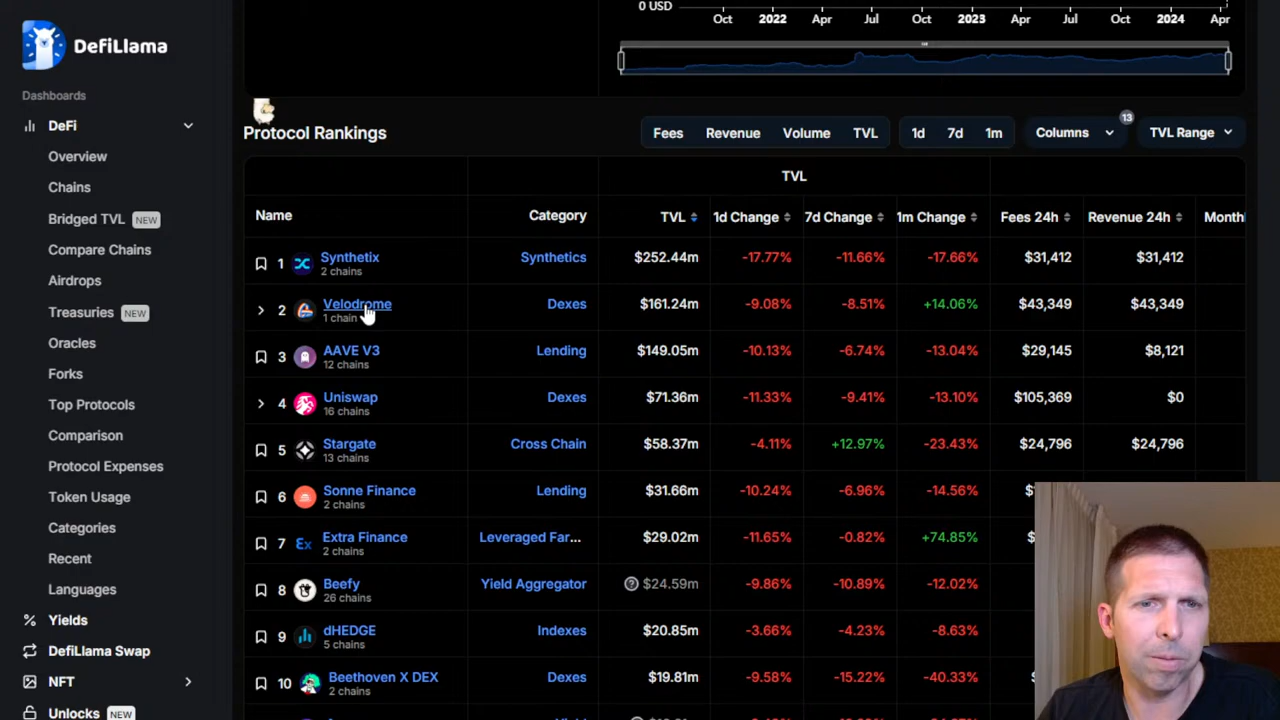 DefiLlama
Dashboards
DeFi
Overview
Chains
Bridged TVL NEW
Compare Chains
Airdrops
Treasuries NEW
Oracles
Forks
Top Protocols
Comparison
Protocol Expenses
Token Usage
Categories
Recent
Languages
Yields
DefiLlama Swap
NFT
Unlocks NEW
0 USD
Oct 2022 Apr Jul Oct 2023 Apr Jul Oct 2024 Apr
Protocol Rankings Fees Revenue Volume TVL 1d 7d 1m Columns 13 TVL Range
TVL
Name Category TVL 1d Change 7d Change 1m Change Fees 24h Revenue 24h Month
1 Synthetix Synthetics $252.44m -17.77% -11.66% -17.66% $31,412 $31,412
2 chains
2 Velodrome Dexes $161.24m -9.08% -8.51% +14.06% $43,349 $43,349
1 chain
3 AAVE V3 Lending $149.05m -10.13% -6.74% -13.04% $29,145 $8,121
12 chains
4 Uniswap Dexes $71.36m -11.33% -9.41% -13.10% $105,369 $0
16 chains
5 Stargate Cross Chain $58.37m -4.11% +12.97% -23.43% $24,796 $24,796
13 chains
6 Sonne Finance Lending $31.66m -10.24% -6.96% -14.56%
2 chains
7 Extra Finance Leveraged Far... $29.02m -11.65% -0.82% +74.85%
2 chains
8 Beefy Yield Aggregator $24.59m -9.86% -10.89% -12.02%
26 chains
9 dHEDGE Indexes $20.85m -3.66% -4.23% -8.63%
5 chains
10 Beethoven X DEX Dexes $19.81m -9.58% -15.22% -40.33%
2 chains